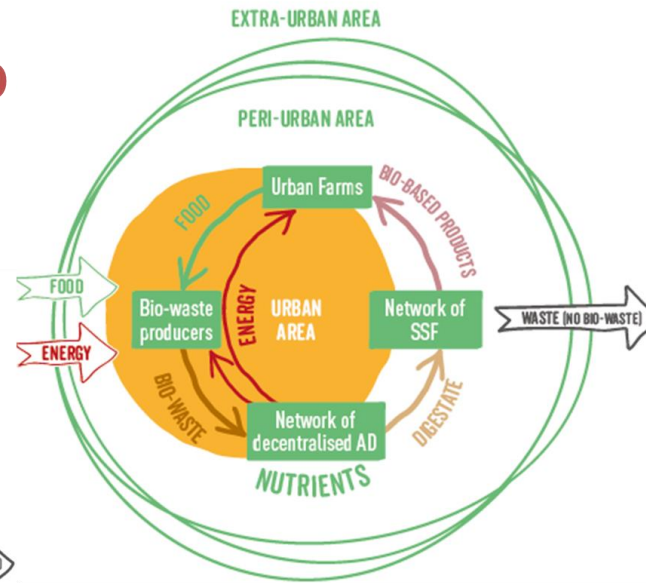 EXTRA-URBAN AREA
PERI-URBAN AREA
Urban Farms
BIO-BASED PRODUCTS
FOOD
FOOD
Bio-waste
producers
ENERGY
URBAN
AREA
Network of
SSF
WASTE (NO BIO-WASTE)
ENERGY
BIO-WASTE
Network of
decentralised AD
DIGESTATE
NUTRIENTS